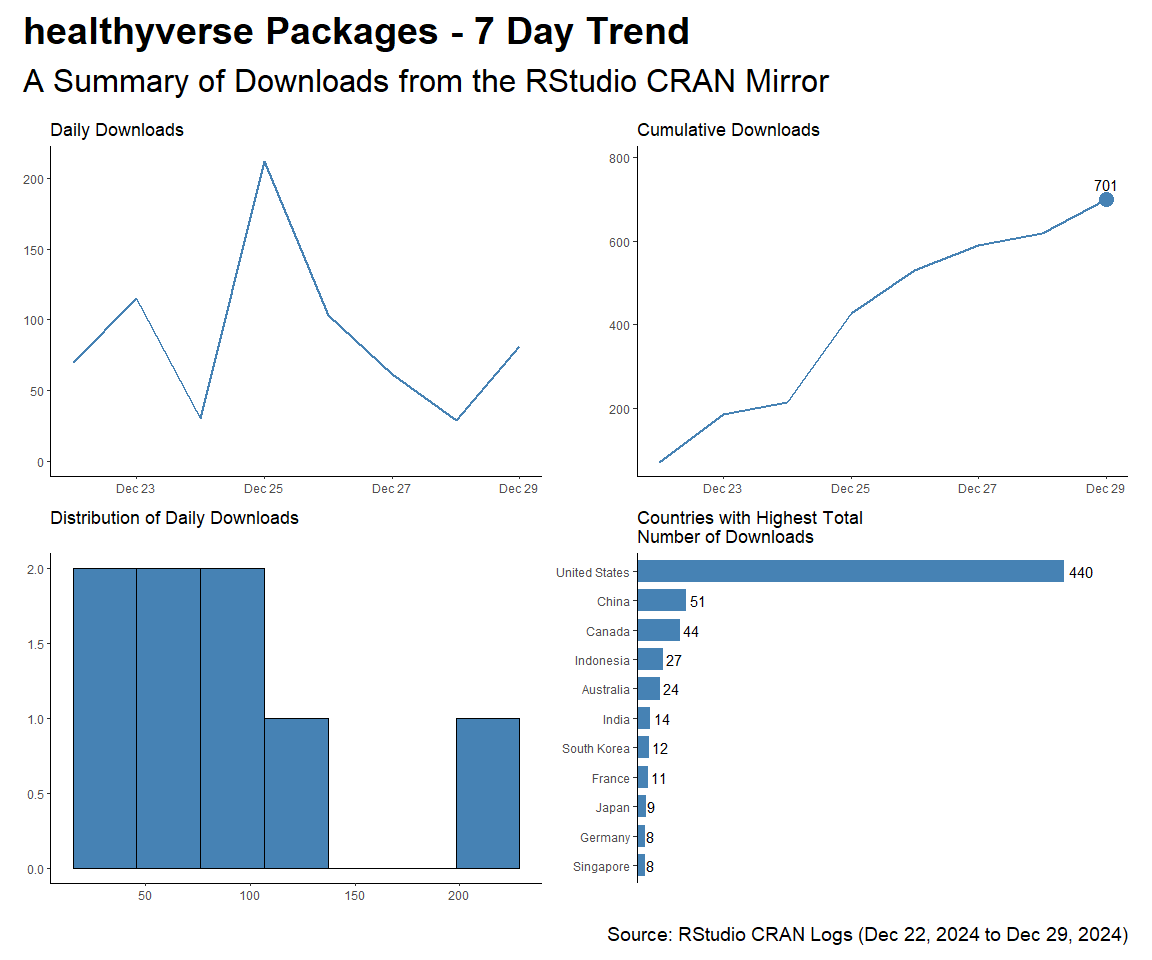 healthyverse Packages - 7 Day Trend
A Summary of Downloads from the RStudio CRAN Mirror
Daily Downloads
200
150
100
50
0
Dec 23
Dec 25
Dec 27
Dec 29
Cumulative Downloads
800
600
400
200
701
Dec 23
Dec 25
Dec 27
Dec 29
Distribution of Daily Downloads
2.0
1.5
1.0
0.5
0.0
50
100
150
200
Countries with Highest Total
Number of Downloads
United States 440
China 51
Canada 44
Indonesia 27
Australia 24
India 14
South Korea 12
France 11
Japan 9
Germany 8
Singapore 8
Source: RStudio CRAN Logs (Dec 22, 2024 to Dec 29, 2024)